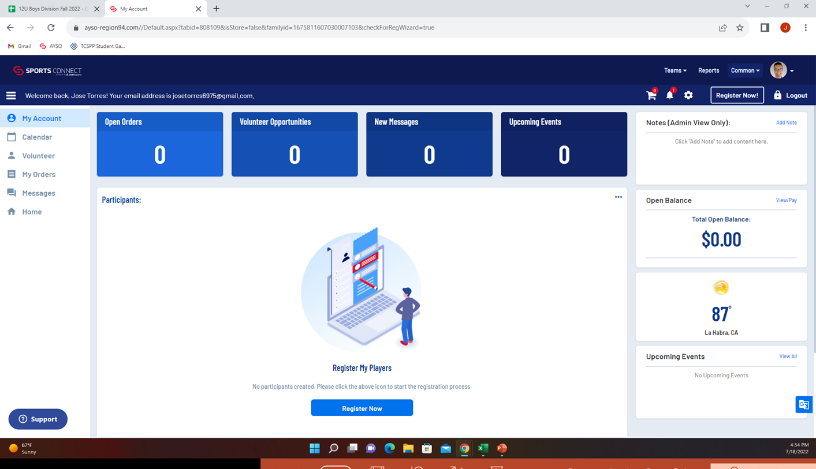 12U Boys Division Fall 2022 - I
My Account
ayso-region94.com//Default.aspx?tabid=808109&isStore=false&familyid=1675811607030007103&checkForRegWizard=true
Gmail
AYSO
TCSPP Student Ga...
SPORTS CONNECT
Teams
Reports
Common
Welcome back, Jose Torres! Your email address is josetorres6975@gmail.com,
Register Now!
Logout
My Account
Calendar
Volunteer
My Orders
Messages
Home
Open Orders
0
Volunteer Opportunities
0
New Messages
0
Upcoming Events
0
Participants:
Register My Players
No participants created. Please click the above icon to start the registration process.
Register Now
Notes (Admin View Only):
Add Note
Click "Add Note" to add content here.
Open Balance
View Pay
Total Open Balance:
$0.00
87°
La Habra, CA
Upcoming Events
View All
No Upcoming Events
Support
87°F
Sunny
4:54 PM
7/18/2022